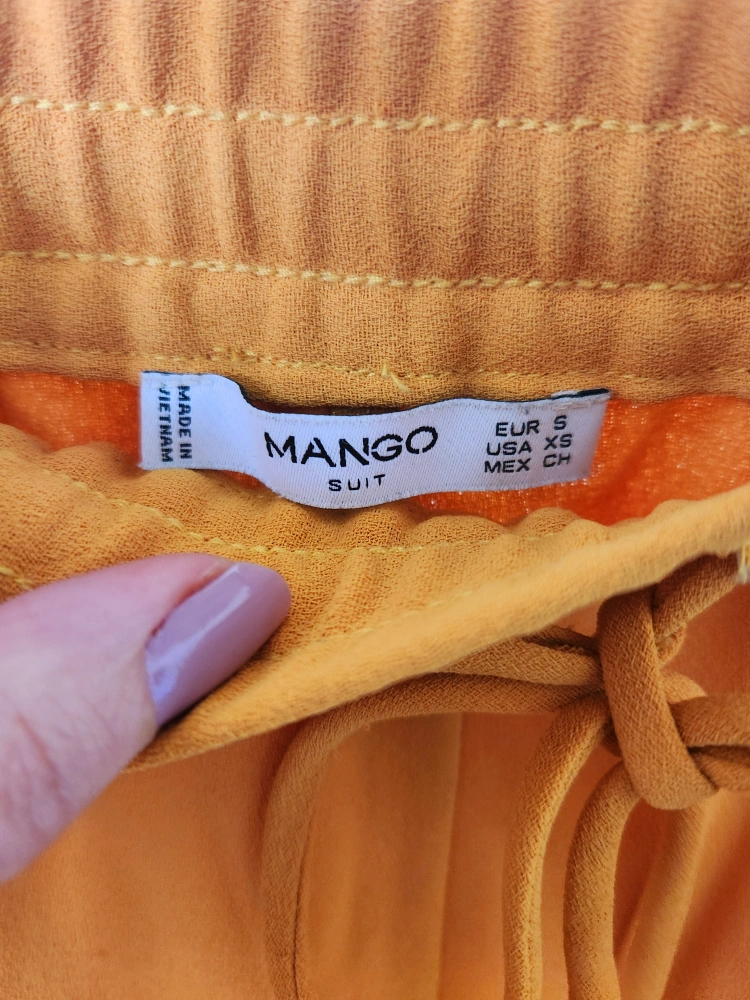 MADE IN
VIETNAM
MANGO
SUIT
EUR S
USA XS
MEX CH